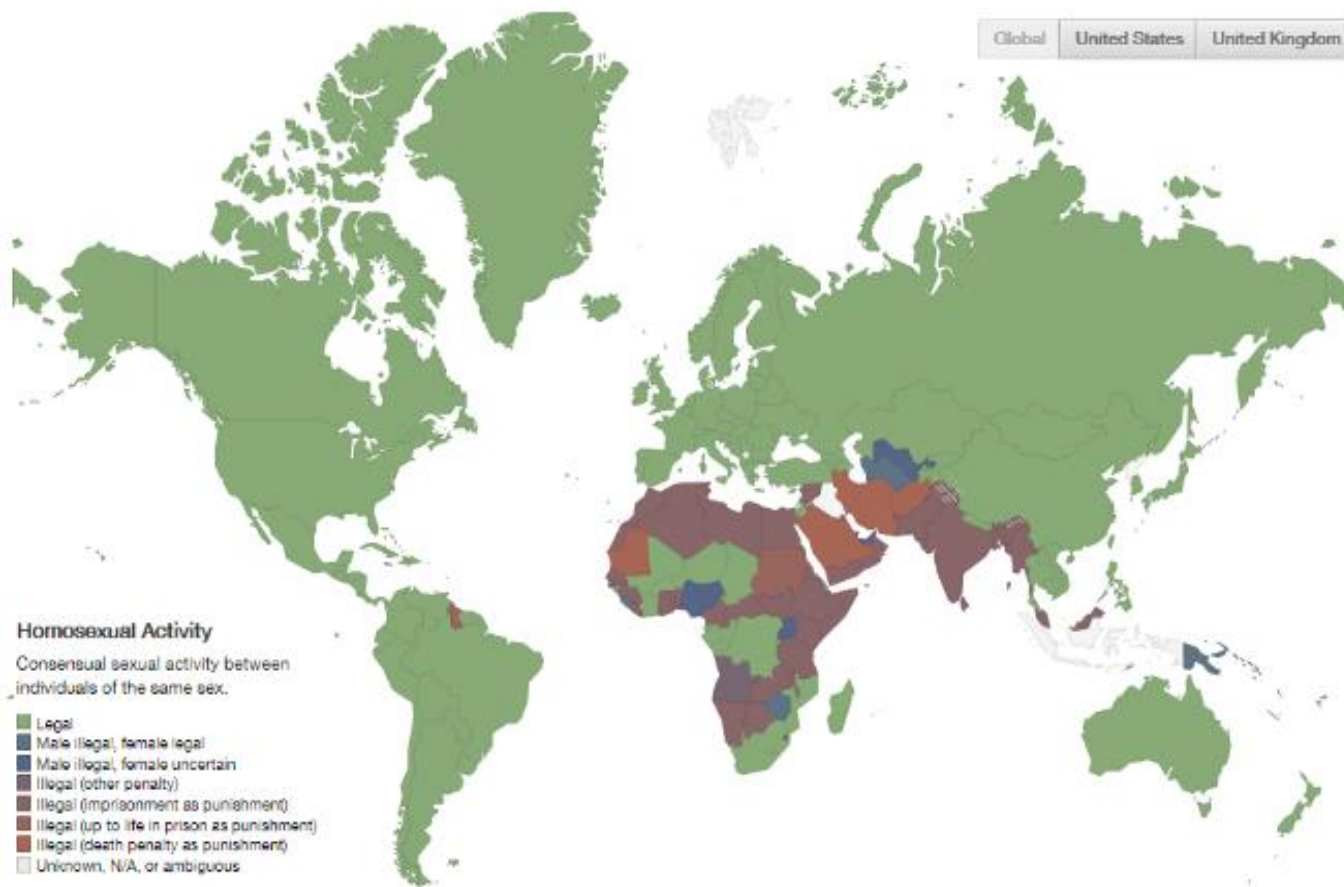 Global United States United Kingdom
Homosexual Activity
Consensual sexual activity between
individuals of the same sex.
Legal
Male illegal, female legal
Male illegal, female uncertain
Illegal (other penalty)
Illegal (imprisonment as punishment)
Illegal (up to life in prison as punishment)
Illegal (death penalty as punishment)
Unknown, N/A, or ambiguous